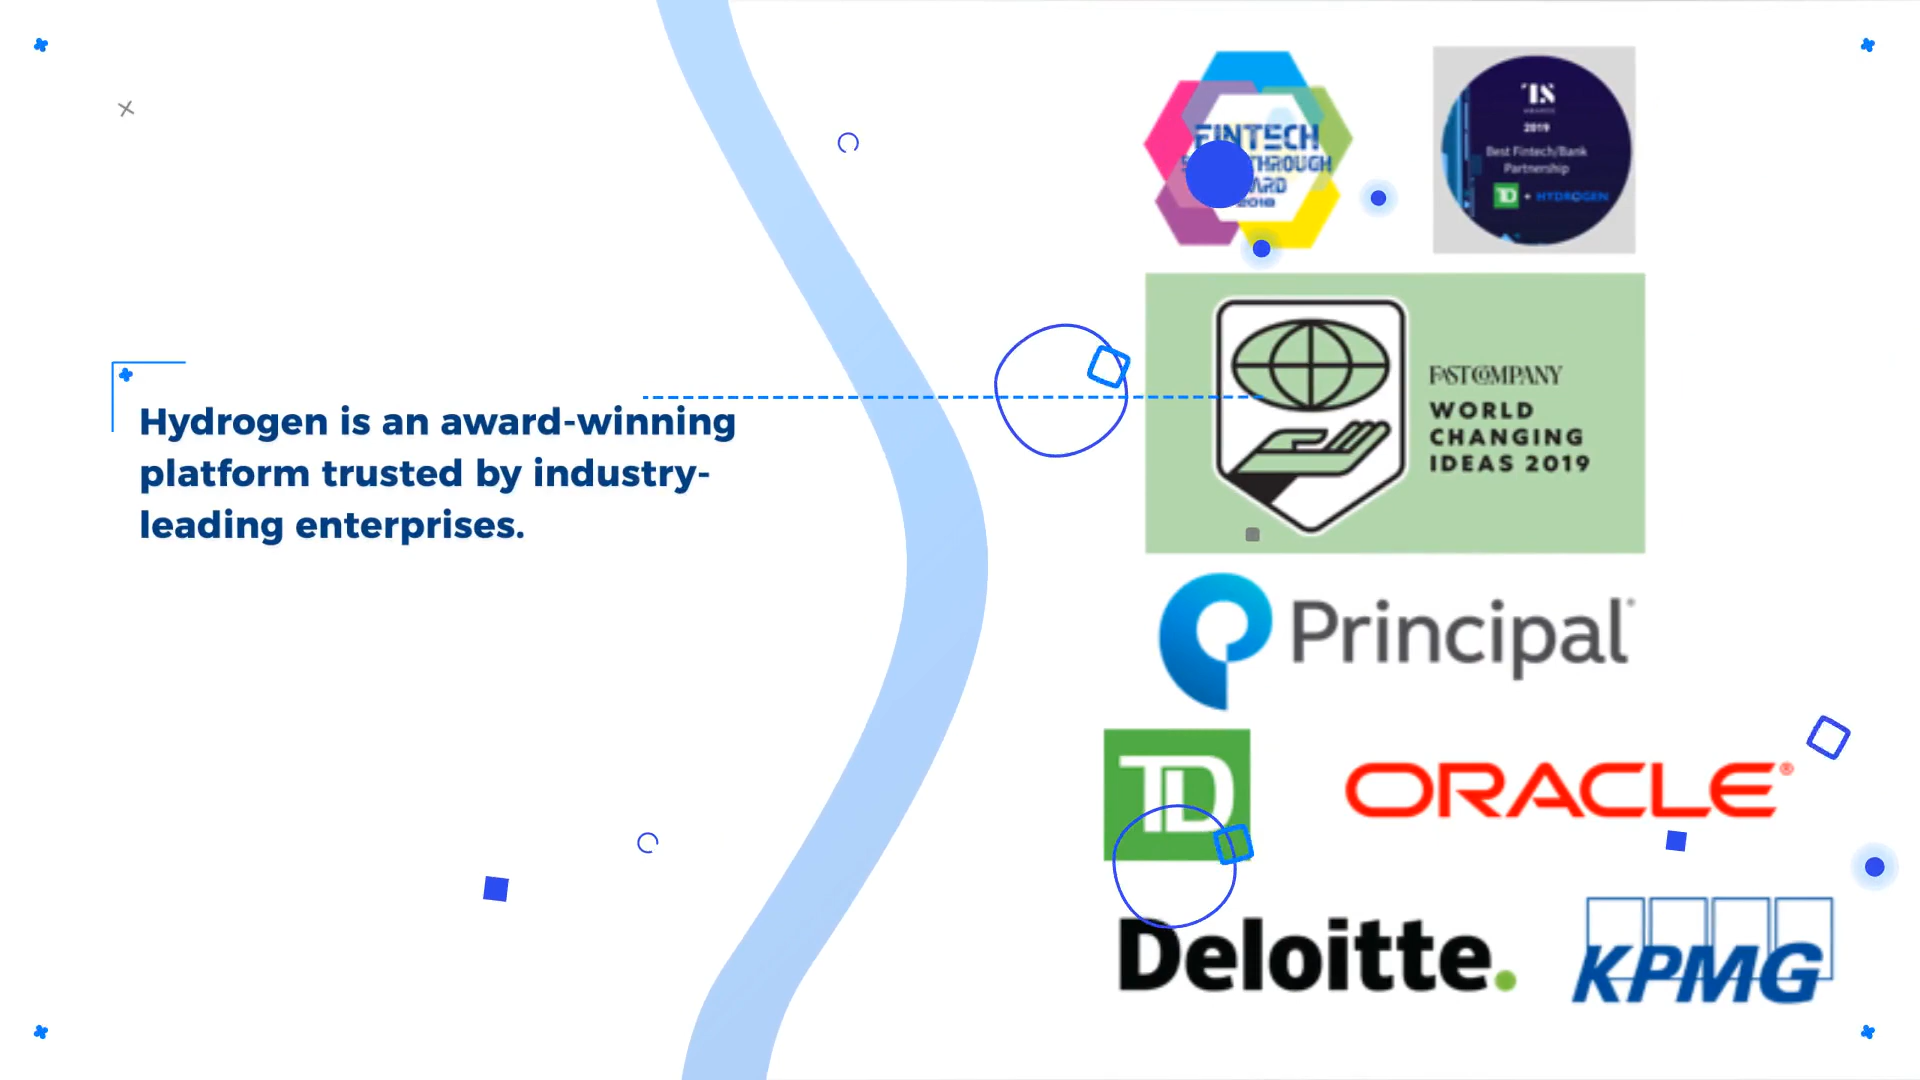 Hydrogen is an award-winning
platform trusted by industry-
leading enterprises.
FINTECH
THROUGH
2018
TS
2019
Best Fintech/Bank
Partnership
TD + HYDROGEN
FAST COMPANY
WORLD
CHANGING
IDEAS 2019
Principal
TD
ORACLE®
Deloitte.
KPMG